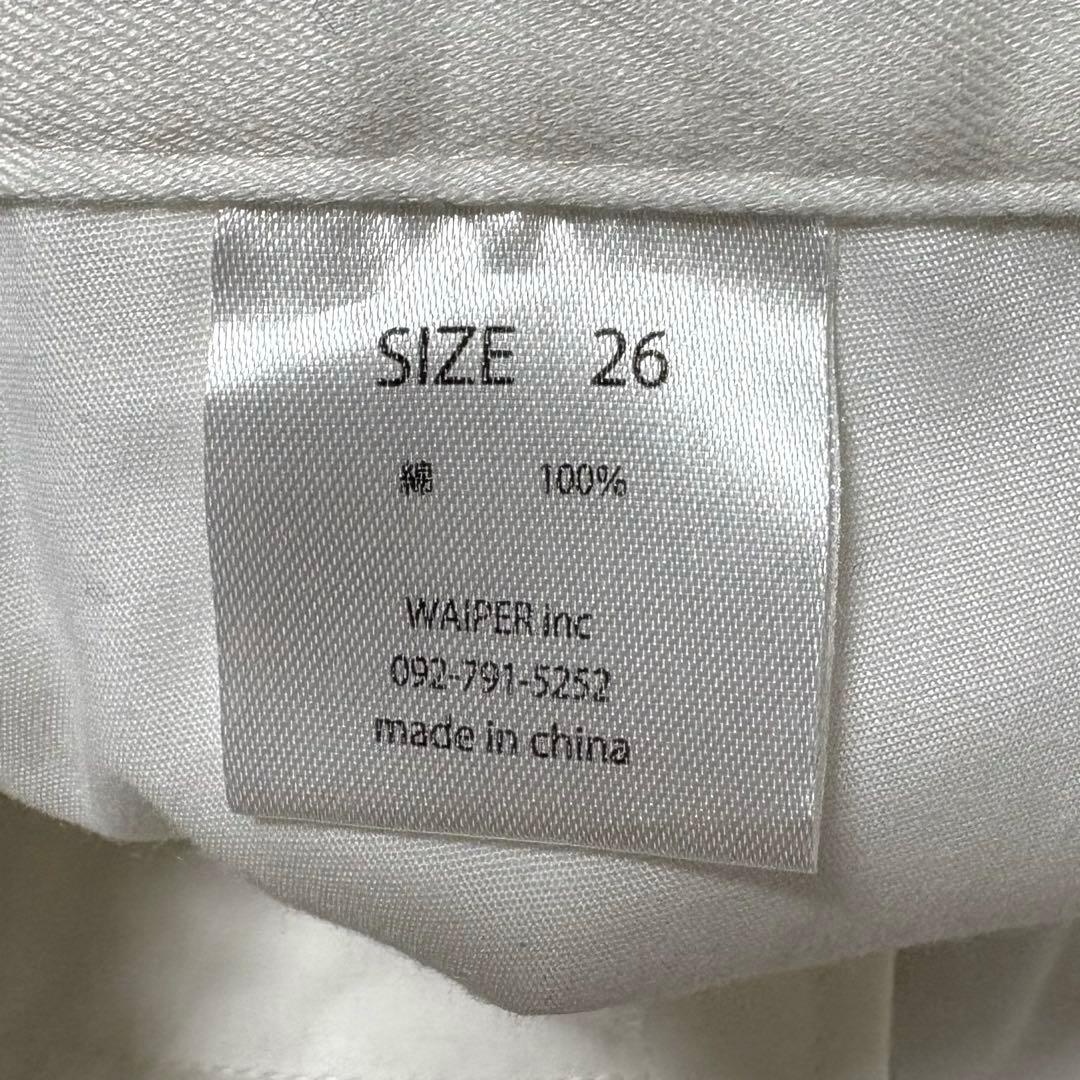 SIZE 26
綿 100%
WAIPER inc
092-791-5252
made in china